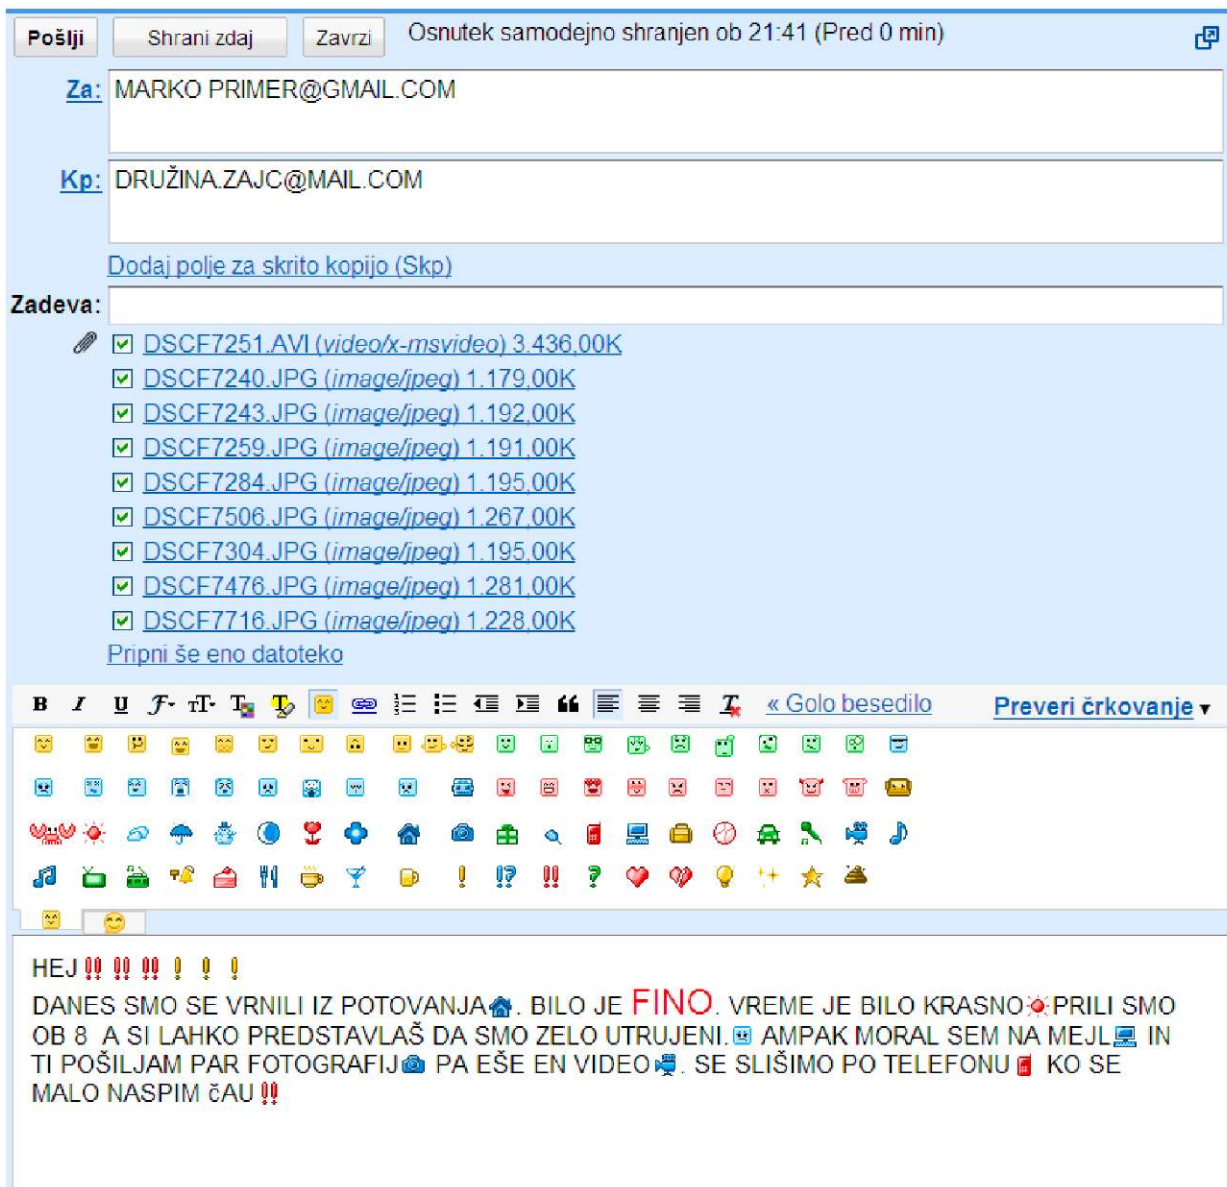 Pošlji Shrani zdaj Zavrzi Osnutek samodejno shranjen ob 21:41 (Pred 0 min)
Za: MARKO PRIMER@GMAIL.COM
Kp: DRUŽINA.ZAJC@MAIL.COM
Dodaj polje za skrito kopijo (Skp)
Zadeva:
DSCF7251.AVI (video/x-msvideo) 3.436,00K
DSCF7240.JPG (image/jpeg) 1.179,00K
DSCF7243.JPG (image/jpeg) 1.192,00K
DSCF7259.JPG (image/jpeg) 1.191,00K
DSCF7284.JPG (image/jpeg) 1.195,00K
DSCF7506.JPG (image/jpeg) 1.267,00K
DSCF7304.JPG (image/jpeg) 1.195,00K
DSCF7476.JPG (image/jpeg) 1.281,00K
DSCF7716.JPG (image/jpeg) 1.228,00K
Pripni še eno datoteko
B I U « Golo besedilo Preveri črkovanje
HEJ!! !! !! ! ! !
DANES SMO SE VRNILI IZ POTOVANJA. BILO JE FINO. VREME JE BILO KRASNO PRILI SMO
OB 8 A SI LAHKO PREDSTAVLAŠ DA SMO ZELO UTRUJENI. AMPAK MORAL SEM NA MEJL IN
TI POŠILJAM PAR FOTOGRAFIJ PA EŠE EN VIDEO. SE SLIŠIMO PO TELEFONU KO SE
MALO NASPIM čAU !!